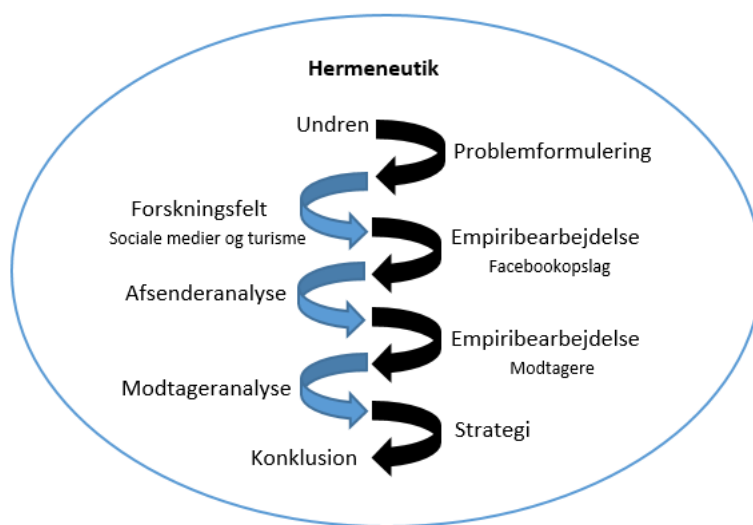 Hermeneutik
Undren
Problemformulering
Forskningsfelt
Sociale medier og turisme
Empiribearbejdelse
Facebookopslag
Afsenderanalyse
Empiribearbejdelse
Modtagere
Modtageranalyse
Strategi
Konklusion